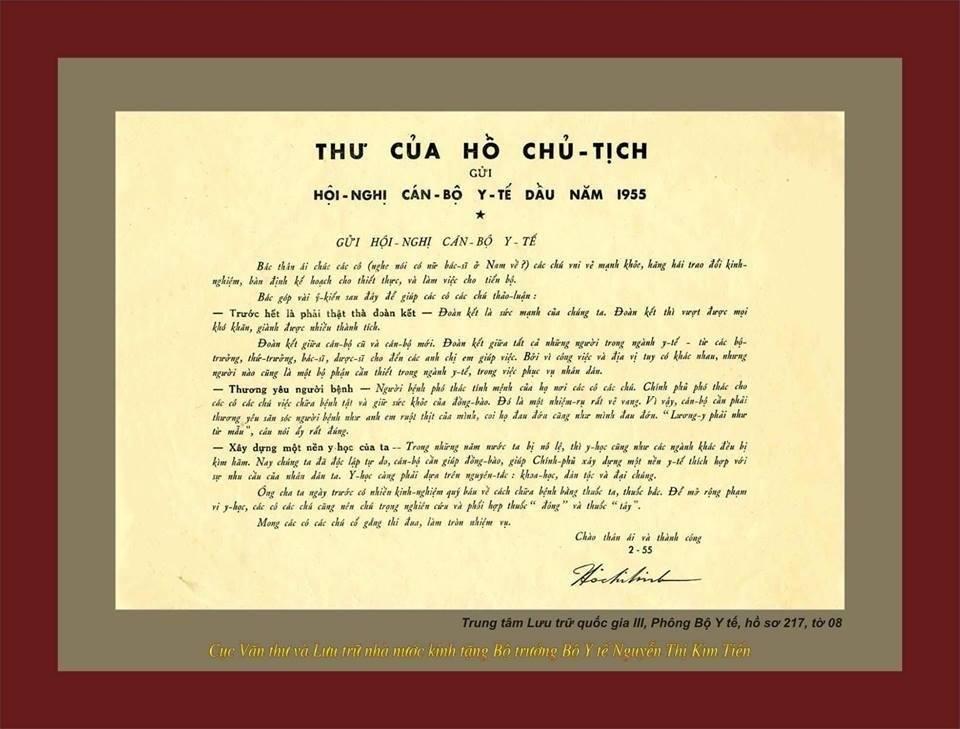 THƯ CỦA HỒ CHỦ-TỊCH
GỬI
HỘI-NGHỊ CÁN-BỘ Y-TẾ DẦU NĂM 1955
★
GỬI HỘI-NGHỊ CÁN-BỘ Y-TẾ
Bác thân ái chúc các cô (nghe nói có nữ bác-sĩ ở Nam về?) các chú vui vẻ mạnh khỏe, hăng hái trao đổi kinh-
nghiệm, bàn định kế hoạch cho thiết thực, và làm việc cho tiến bộ.
Bác góp vài ý-kiến sau đây để giúp các cô các chú thảo-luận :
— Trước hết là phải thật thà đoàn kết — Đoàn kết là sức mạnh của chúng ta. Đoàn kết thì vượt được mọi
khó khăn, giành được nhiều thành tích.
Đoàn kết giữa cán-bộ cũ và cán-bộ mới. Đoàn kết giữa tất cả những người trong ngành y-tế - từ các bộ-
trưởng, thứ-trưởng, bác-sĩ, dược-sĩ cho đến các anh chị em giúp việc. Bởi vì công việc và địa vị tuy có khác nhau, nhưng
người nào cũng là một bộ phận cần thiết trong ngành y-tế, trong việc phục vụ nhân dân.
— Thương yêu người bệnh — Người bệnh phó thác tính mệnh của họ nơi các cô các chú. Chính phủ phó thác cho
các cô các chú việc chữa bệnh tật và giữ sức khỏe của đồng-bào. Đó là một nhiệm-vụ rất vẻ vang. Vì vậy, cán-bộ cần phải
thương yêu săn sóc người bệnh như anh em ruột thịt của mình, coi họ đau đớn cũng như mình đau đớn. "Lương-y phải như
từ mẫu", câu nói ấy rất đúng.
— Xây dựng một nền y-học của ta -- Trong những năm nước ta bị nô lệ, thì y-học cũng như các ngành khác đều bị
kìm hãm. Nay chúng ta đã độc lập tự do, cán-bộ cần giúp đồng-bào, giúp Chính-phủ xây dựng một nền y-tế thích hợp với
sự nhu cầu của nhân dân ta. Y-học càng phải dựa trên nguyên-tắc : khoa-học, dân tộc và đại chúng.
Ông cha ta ngày trước có nhiều kinh-nghiệm quý báu về cách chữa bệnh bằng thuốc ta, thuốc bắc. Để mở rộng phạm
vi y-học, các cô các chú cũng nên chú trọng nghiên cứu và phối hợp thuốc "đông" và thuốc "tây".
Mong các cô các chú cố gắng thi đua, làm tròn nhiệm vụ.
Chào thân ái và thành công
2 - 55
Hồ Chí Minh
Trung tâm Lưu trữ quốc gia III, Phông Bộ Y tế, hồ sơ 217, tờ 08
Cục Văn thư và Lưu trữ nhà nước kính tặng Bộ trưởng Bộ Y tế Nguyễn Thị Kim Tiến